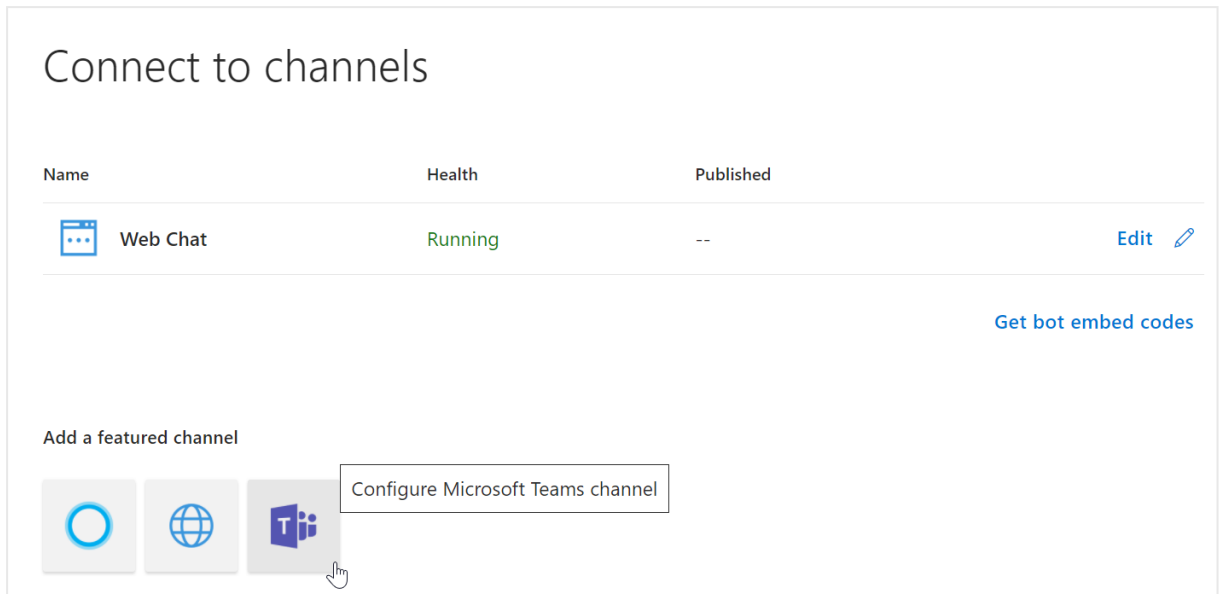 Connect to channels
Name Health Published
Web Chat Running -- Edit
Get bot embed codes
Add a featured channel
Configure Microsoft Teams channel
T